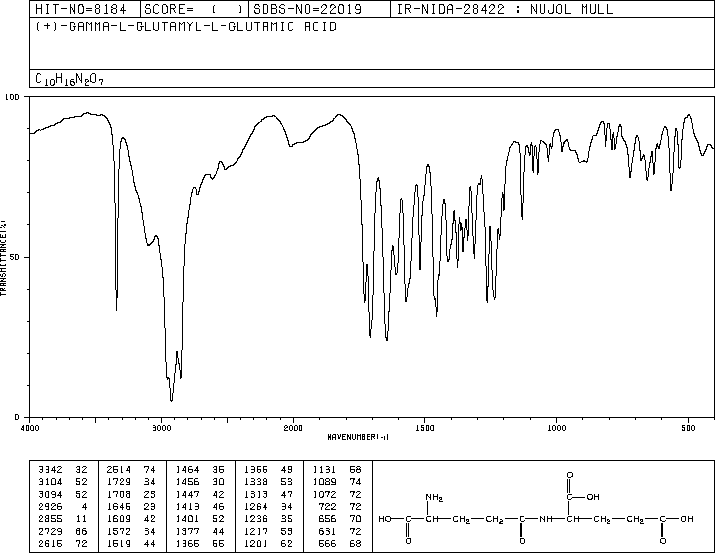 HIT-NO=8184 SCORE= ( ) SDBS-NO=22019 IR-NIDA-28422 : NUJOL MULL
(+)-GAMMA-L-GLUTAMYL-L-GLUTAMIC ACID
C10H16N2O7
100
50
0
TRANSMITTANCE(%)
4000 3000 2000 1500 1000 500
WAVENUMBER(-1)
3342 32 2514 74 1464 36 1366 49 1131 58
3104 52 1729 34 1456 30 1338 53 1089 74
3094 52 1708 25 1447 42 1313 47 1072 72
2926 4 1646 23 1413 46 1264 34 722 72
2855 11 1609 42 1401 52 1236 35 656 70
2729 66 1572 34 1377 44 1217 53 631 72
2615 72 1519 44 1365 55 1201 62 566 68
O
C—OH
NH2
HO—C—CH—CH2—CH2—C—NH—CH—CH2—CH2—C—OH
O O O